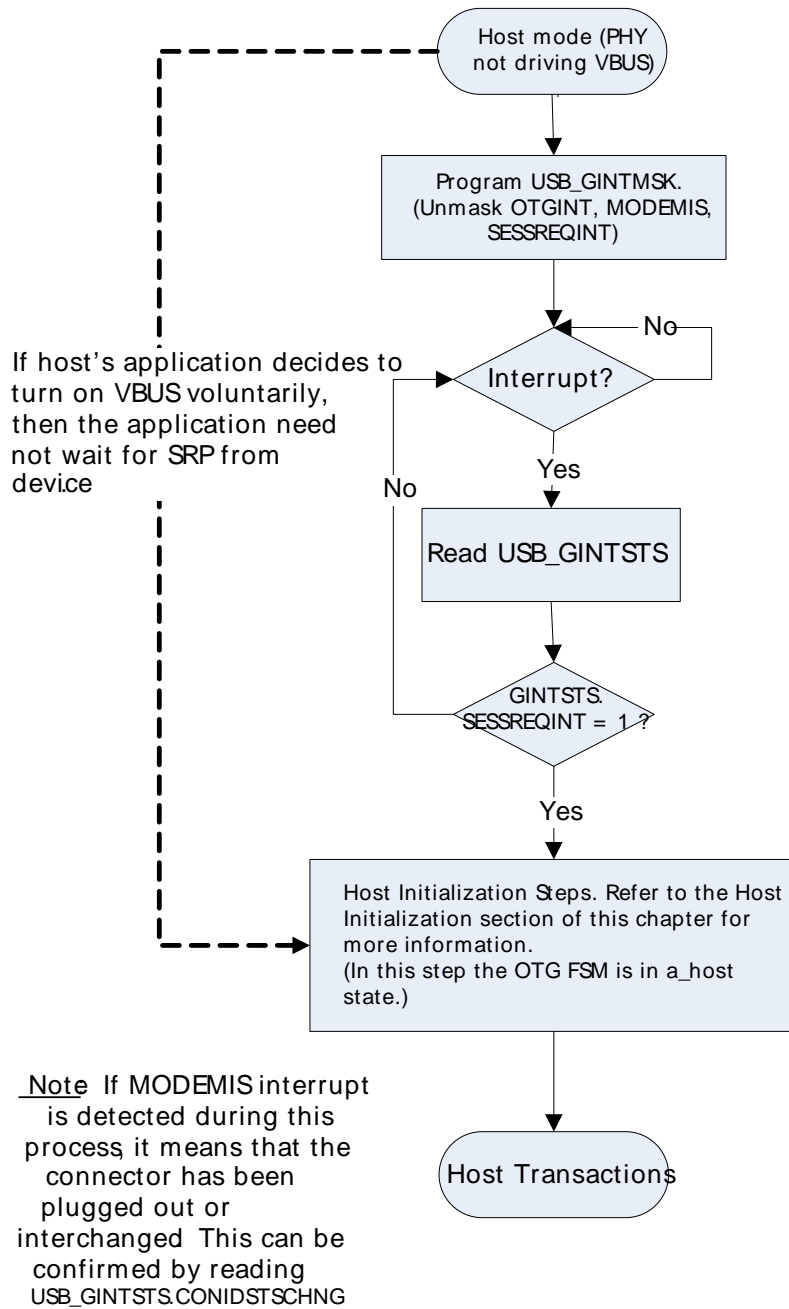 Host mode (PHY
not driving VBUS)
Program USB_GINTMSK.
(Unmask OTGINT, MODEMIS,
SESSREQINT)
No
Interrupt?
If host's application decides to
turn on VBUS voluntarily,
then the application need
not wait for SRP from
device
Yes
No
Read USB_GINTSTS
GINTSTS.
SESSREQINT = 1 ?
Yes
Host Initialization Steps. Refer to the Host
Initialization section of this chapter for
more information.
(In this step the OTG FSM is in a_host
state.)
Note If MODEMIS interrupt
is detected during this
process, it means that the
connector has been
plugged out or
interchanged This can be
confirmed by reading
USB_GINTSTS.CONIDSTSCHNG
Host Transactions